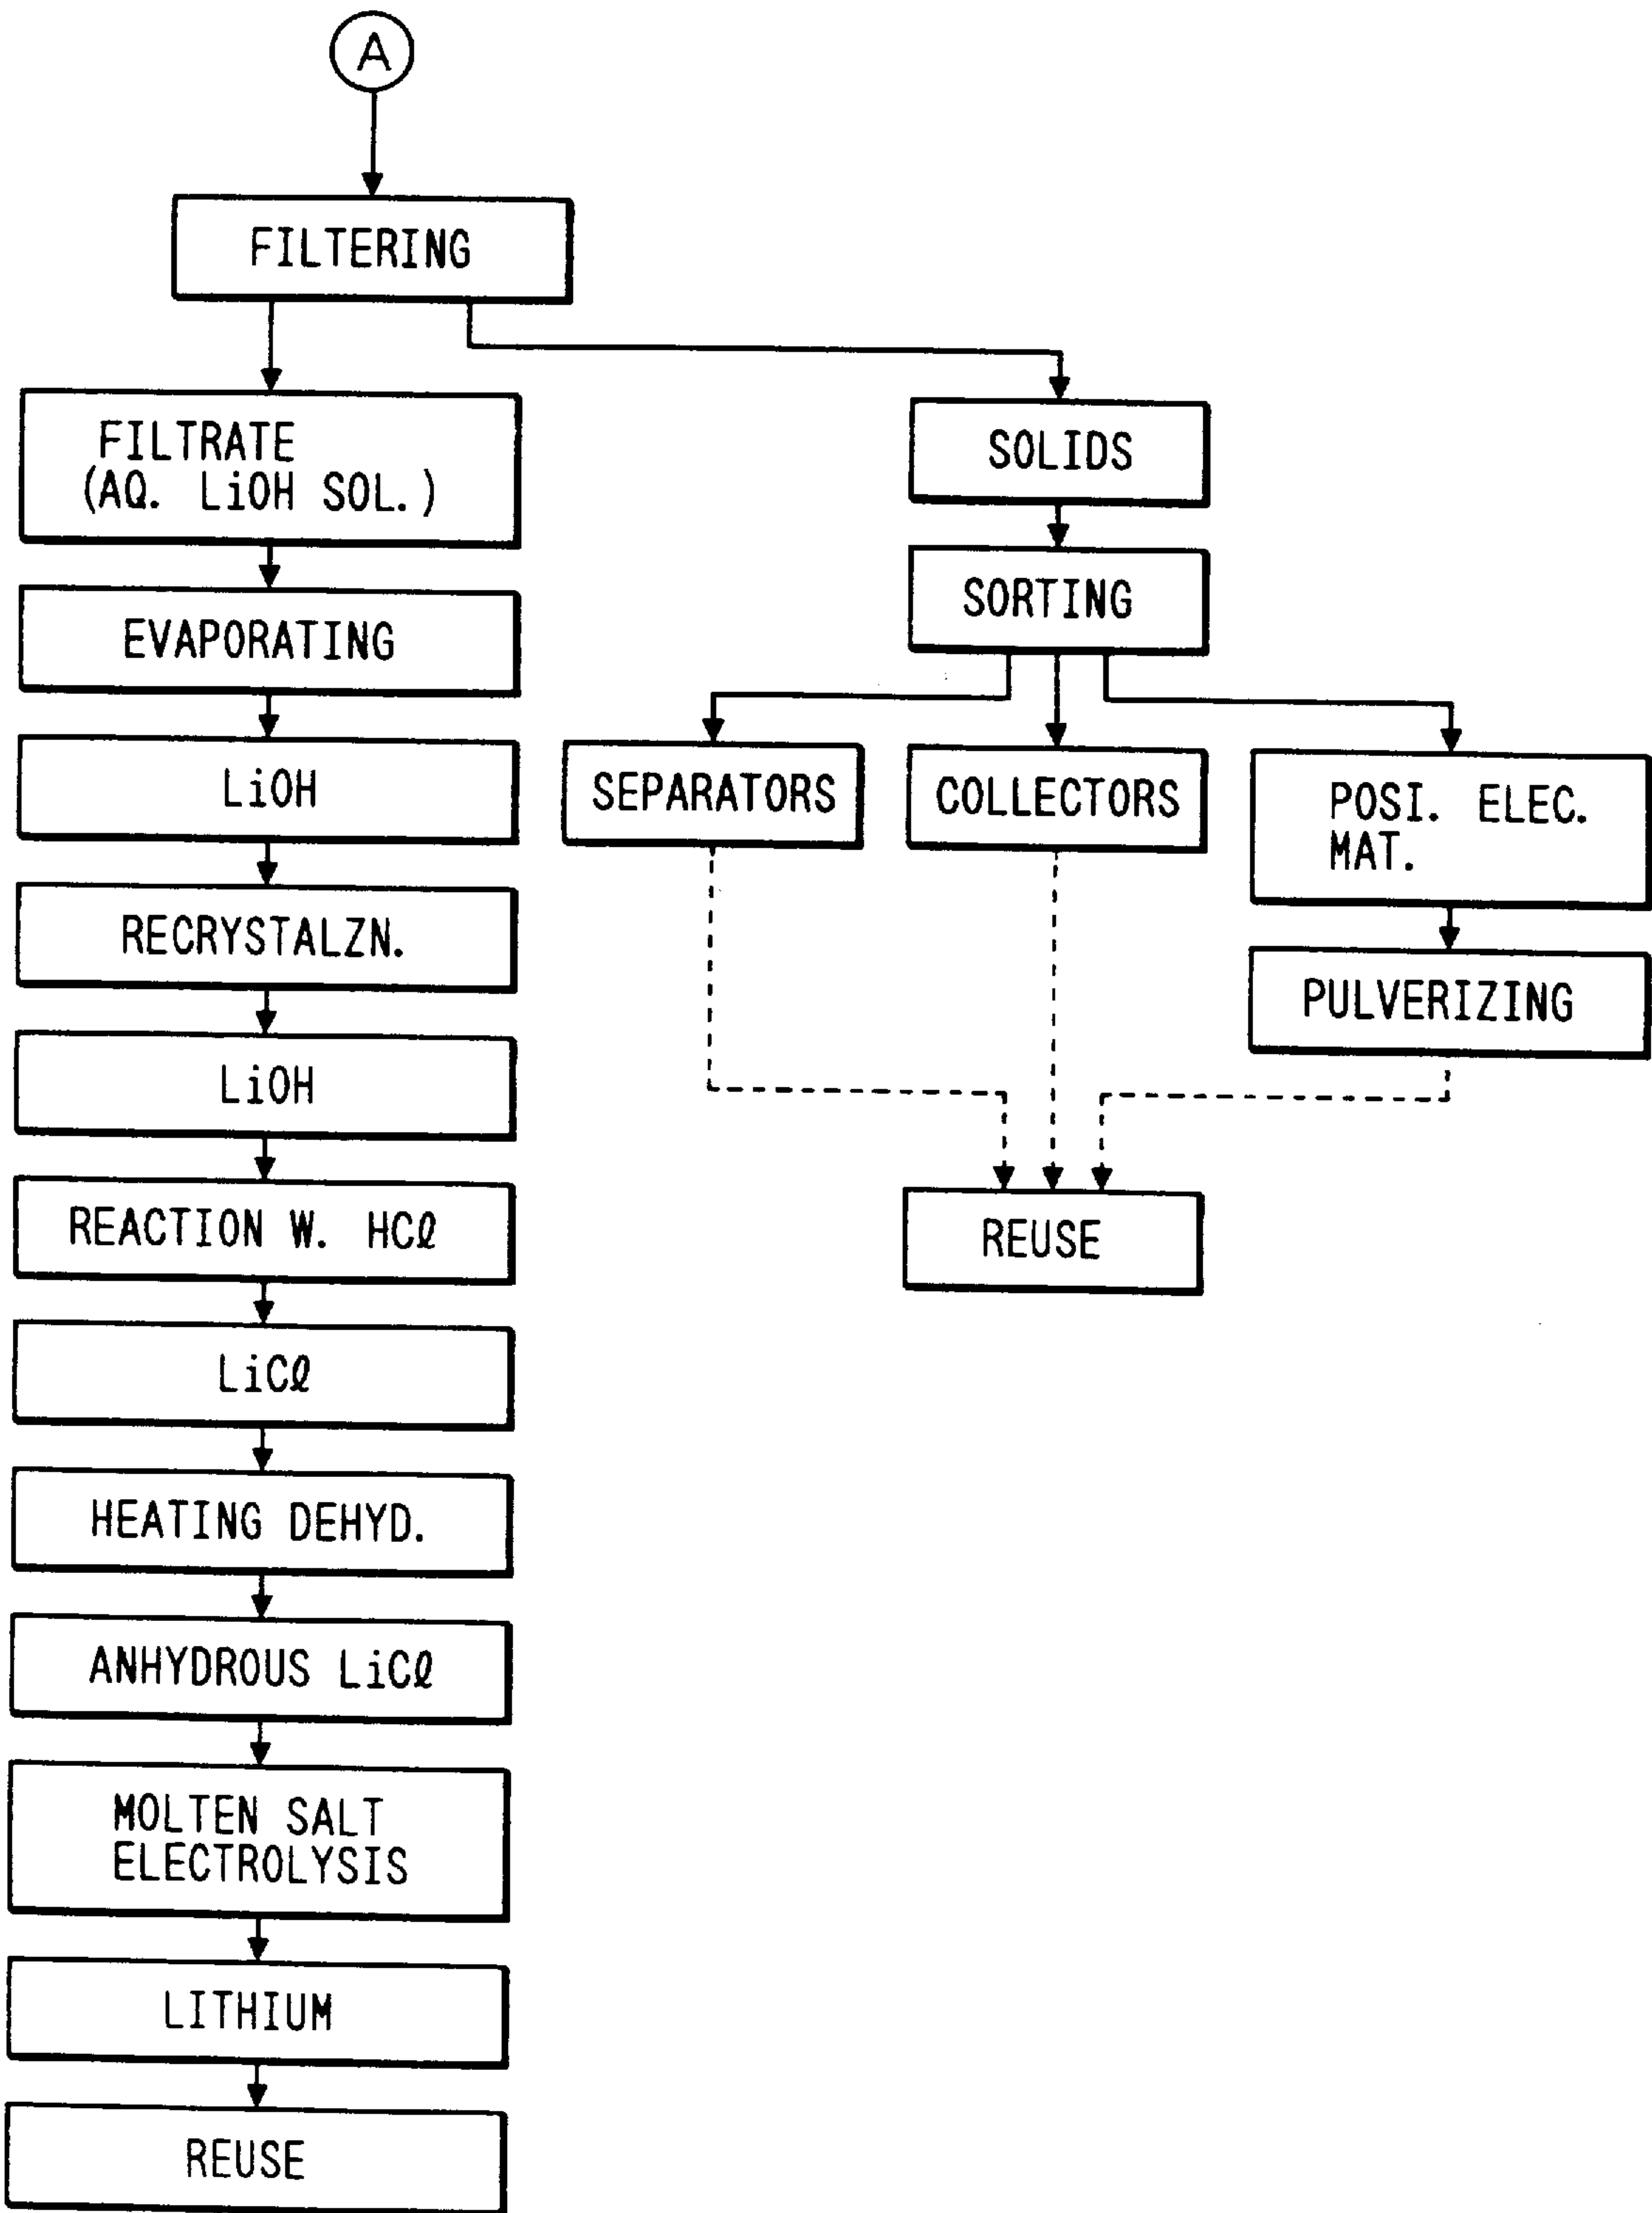 A
FILTERING
FILTRATE
(AQ. LiOH SOL.)
EVAPORATING
LiOH
RECRYSTALZN.
LiOH
REACTION W. HCℓ
LiCℓ
HEATING DEHYD.
ANHYDROUS LiCℓ
MOLTEN SALT
ELECTROLYSIS
LITHIUM
REUSE
SOLIDS
SORTING
SEPARATORS
COLLECTORS
POSI. ELEC.
MAT.
PULVERIZING
REUSE